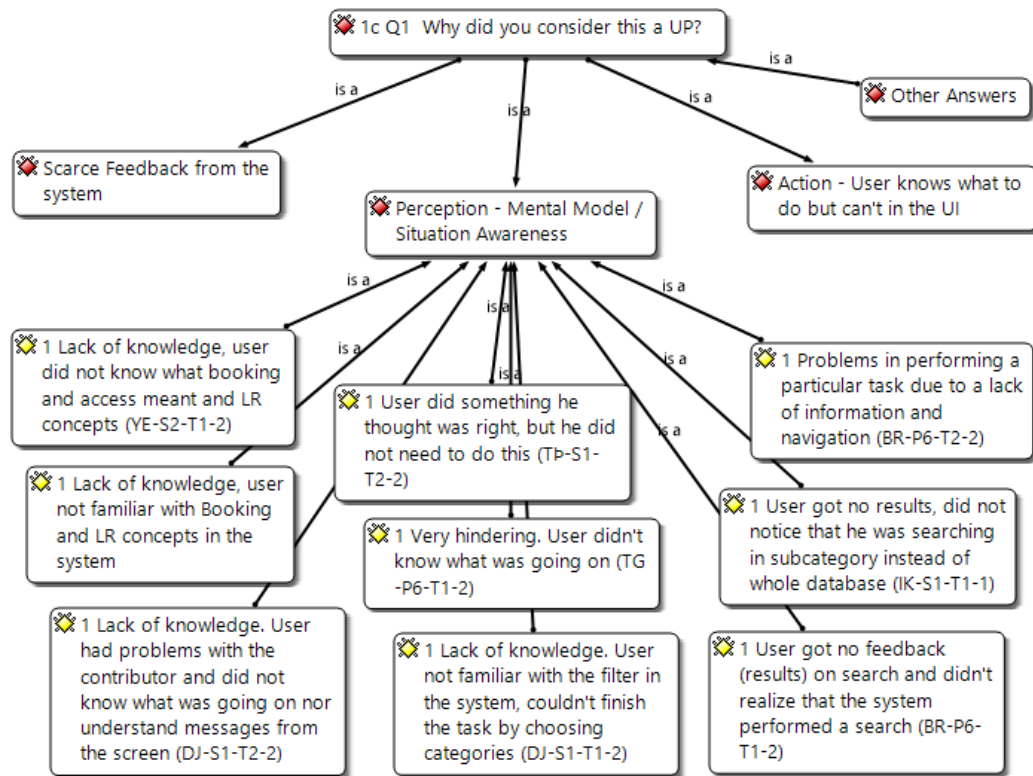 1c Q1 Why did you consider this a UP?
is a
Other Answers
is a
is a
is a
Scarce Feedback from the
system
Perception - Mental Model /
Situation Awareness
Action - User knows what to
do but can't in the UI
is a
is a
is a
is a
is a
is a
is a
1 Lack of knowledge, user
did not know what booking
and access meant and LR
concepts (YE-S2-T1-2)
1 User did something he
thought was right, but he did
not need to do this (TÞ-S1-
T2-2)
1 Problems in performing a
particular task due to a lack
of information and
navigation (BR-P6-T2-2)
1 Lack of knowledge, user
not familiar with Booking
and LR concepts in the
system
1 Very hindering. User didn't
know what was going on (TG
-P6-T1-2)
1 User got no results, did not
notice that he was searching
in subcategory instead of
whole database (IK-S1-T1-1)
1 Lack of knowledge. User
had problems with the
contributor and did not
know what was going on nor
understand messages from
the screen (DJ-S1-T2-2)
1 Lack of knowledge. User
not familiar with the filter in
the system, couldn't finish
the task by choosing
categories (DJ-S1-T1-2)
1 User got no feedback
(results) on search and didn't
realize that the system
performed a search (BR-P6-
T1-2)